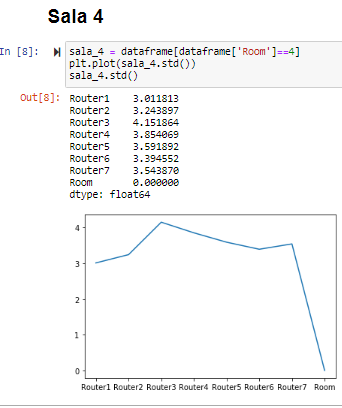 Sala 4
In [8]:
sala_4 = dataframe[dataframe['Room']==4]
plt.plot(sala_4.std())
sala_4.std()
Out[8]:
Router1    3.011813
Router2    3.243897
Router3    4.151864
Router4    3.854069
Router5    3.591892
Router6    3.394552
Router7    3.543870
Room       0.000000
dtype: float64
4
3
2
1
0
Router1 Router2 Router3 Router4 Router5 Router6 Router7 Room